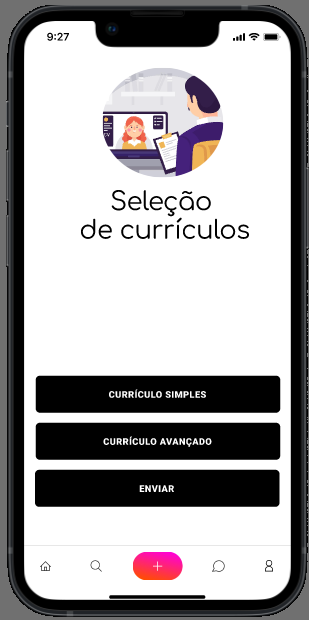 9:27
Seleção
de currículos
CURRÍCULO SIMPLES
CURRÍCULO AVANÇADO
ENVIAR